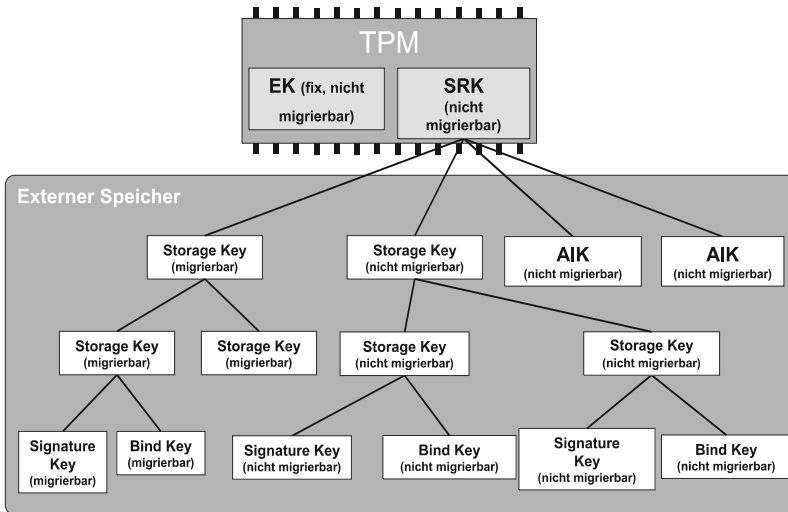 TPM
EK (fix, nicht
migrierbar)
SRK
(nicht
migrierbar)
Externer Speicher
Storage Key
(migrierbar)
Storage Key
(nicht migrierbar)
AIK
(nicht migrierbar)
AIK
(nicht migrierbar)
Storage Key
(migrierbar)
Storage Key
(migrierbar)
Storage Key
(nicht migrierbar)
Storage Key
(nicht migrierbar)
Signature
Key
(migrierbar)
Bind Key
(migrierbar)
Signature Key
(nicht migrierbar)
Bind Key
(nicht migrierbar)
Signature
Key
(nicht migrierbar)
Bind Key
(nicht migrierbar)